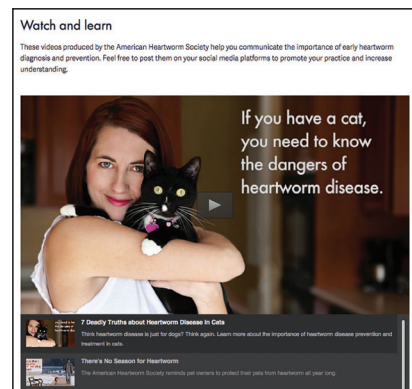 Watch and learn
These videos produced by the American Heartworm Society help you communicate the importance of early heartworm
diagnosis and prevention. Feel free to post them on your social media platforms to promote your practice and increase
understanding.
If you have a cat,
you need to know
the dangers of
heartworm disease.
7 Deadly Truths about Heartworm Disease in Cats
Think heartworm disease is just for dogs? Think again. Learn more about the importance of heartworm disease prevention and
treatment in cats.
There's No Season for Heartworm
The American Heartworm Society reminds pet owners to protect their pets from heartworm all year long.